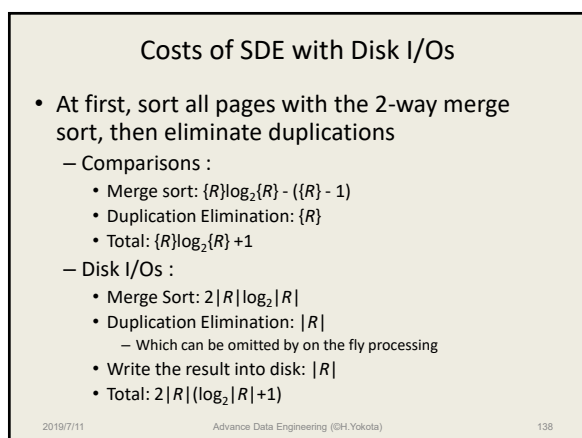 Costs of SDE with Disk I/Os
• At first, sort all pages with the 2-way merge
sort, then eliminate duplications
– Comparisons :
• Merge sort: {R}log₂{R} - ({R} - 1)
• Duplication Elimination: {R}
• Total: {R}log₂{R} +1
– Disk I/Os :
• Merge Sort: 2|R|log₂|R|
• Duplication Elimination: |R|
– Which can be omitted by on the fly processing
• Write the result into disk: |R|
• Total: 2|R|(log₂|R|+1)
2019/7/11 Advance Data Engineering (©H.Yokota) 138